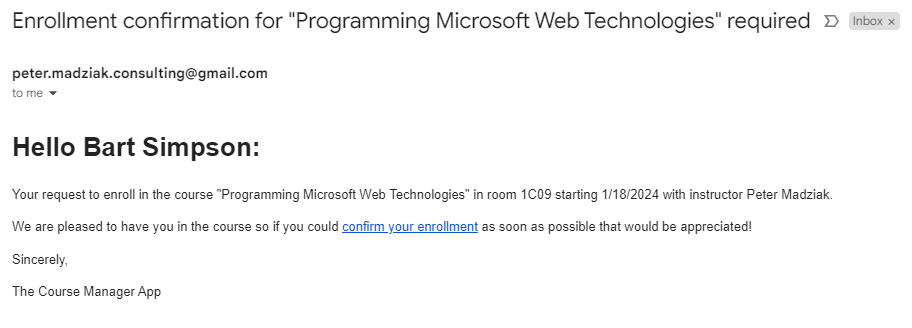 Enrollment confirmation for "Programming Microsoft Web Technologies" required Inbox ×
peter.madziak.consulting@gmail.com
to me
Hello Bart Simpson:
Your request to enroll in the course "Programming Microsoft Web Technologies" in room 1C09 starting 1/18/2024 with instructor Peter Madziak.
We are pleased to have you in the course so if you could confirm your enrollment as soon as possible that would be appreciated!
Sincerely,
The Course Manager App